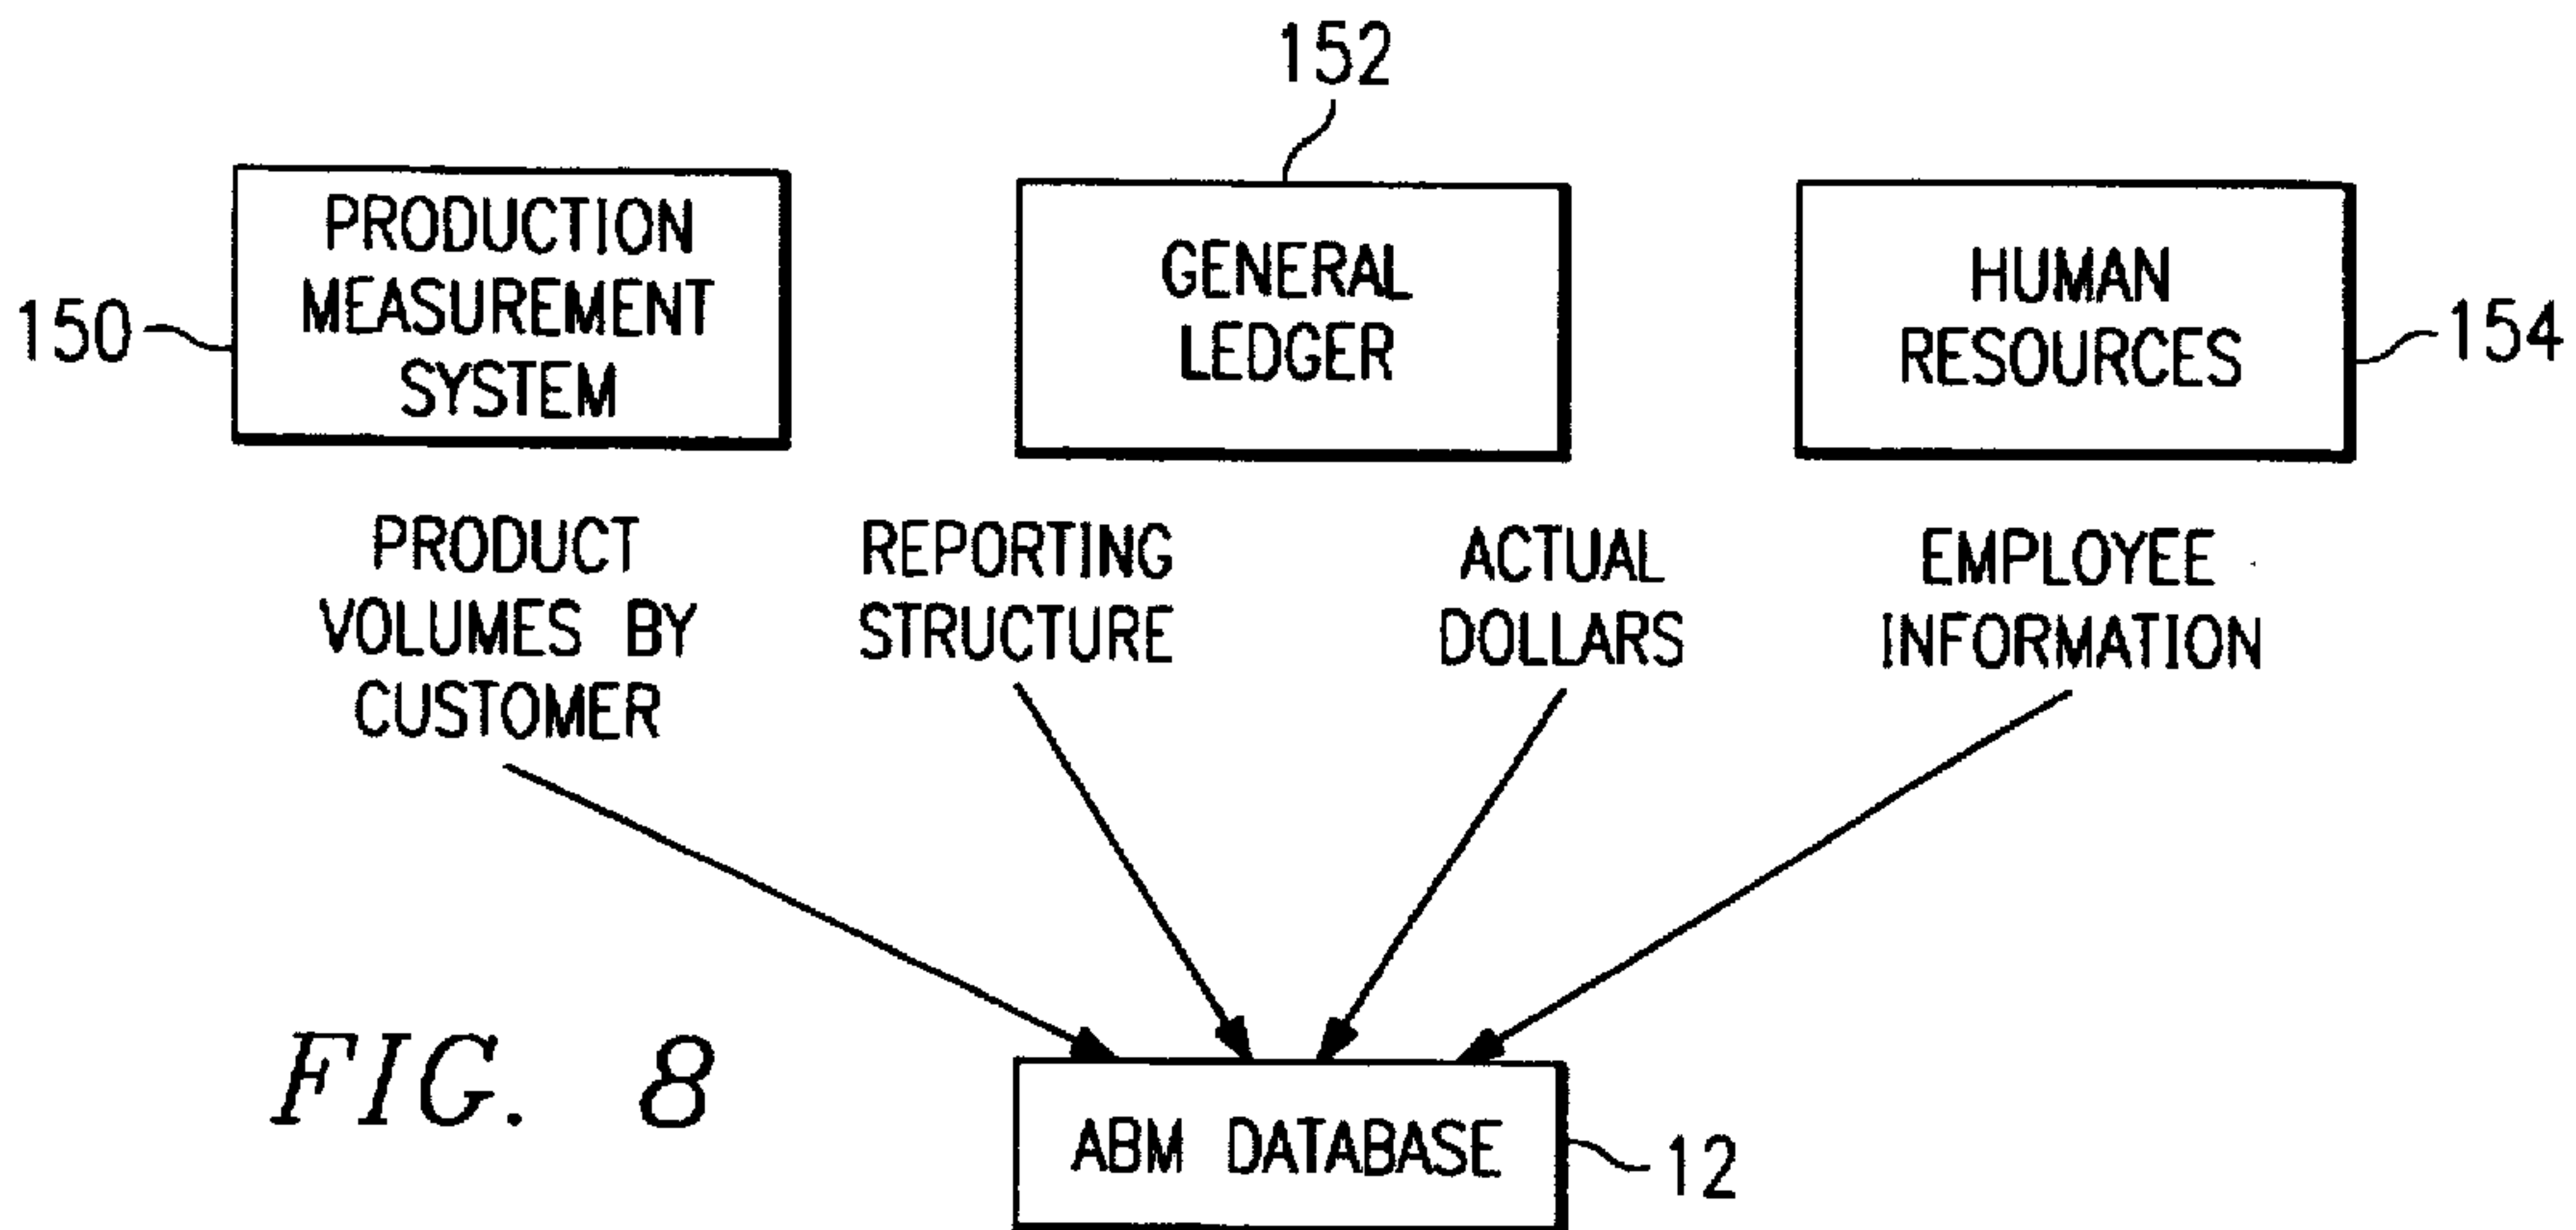 152
PRODUCTION
MEASUREMENT
SYSTEM
150
GENERAL
LEDGER
HUMAN
RESOURCES
154
PRODUCT
VOLUMES BY
CUSTOMER
REPORTING
STRUCTURE
ACTUAL
DOLLARS
EMPLOYEE
INFORMATION
FIG. 8
ABM DATABASE
12